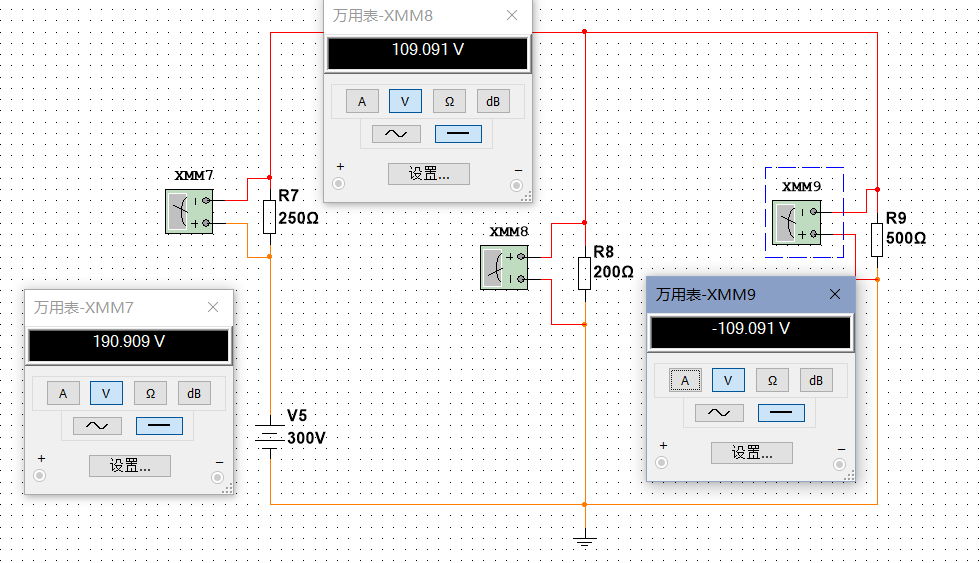 万用表-XMM8
109.091 V
A V Ω dB
+ 设置... −
XMM7
R7
250Ω
XMM8
R8
200Ω
XMM9
R9
500Ω
万用表-XMM7
190.909 V
A V Ω dB
+ 设置... −
V5
300V
万用表-XMM9
-109.091 V
A V Ω dB
+ 设置... −